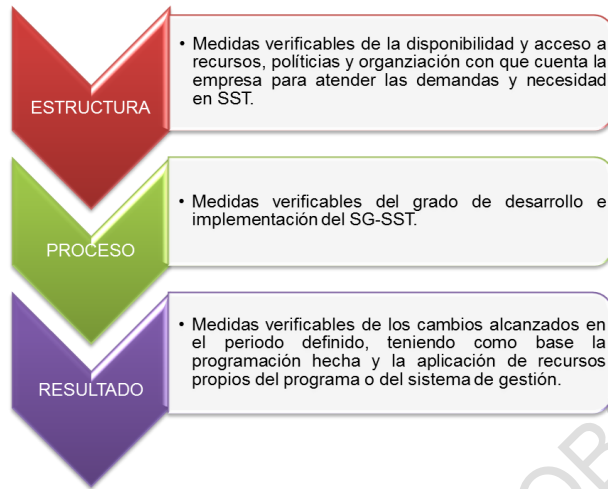 ESTRUCTURA
• Medidas verificables de la disponibilidad y acceso a
recursos, políticias y organziación con que cuenta la
empresa para atender las demandas y necesidad
en SST.
PROCESO
• Medidas verificables del grado de desarrollo e
implementación del SG-SST.
RESULTADO
• Medidas verificables de los cambios alcanzados en
el periodo definido, teniendo como base la
programación hecha y la aplicación de recursos
propios del programa o del sistema de gestión.
OB